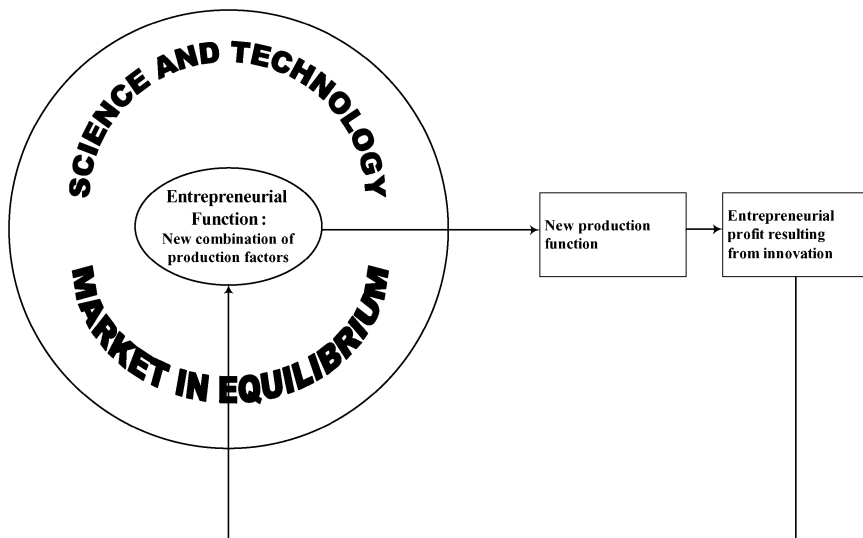 SCIENCE AND TECHNOLOGY
Entrepreneurial
Function :
New combination of
production factors
MARKET IN EQUILIBRIUM
New production
function
Entrepreneurial
profit resulting
from innovation